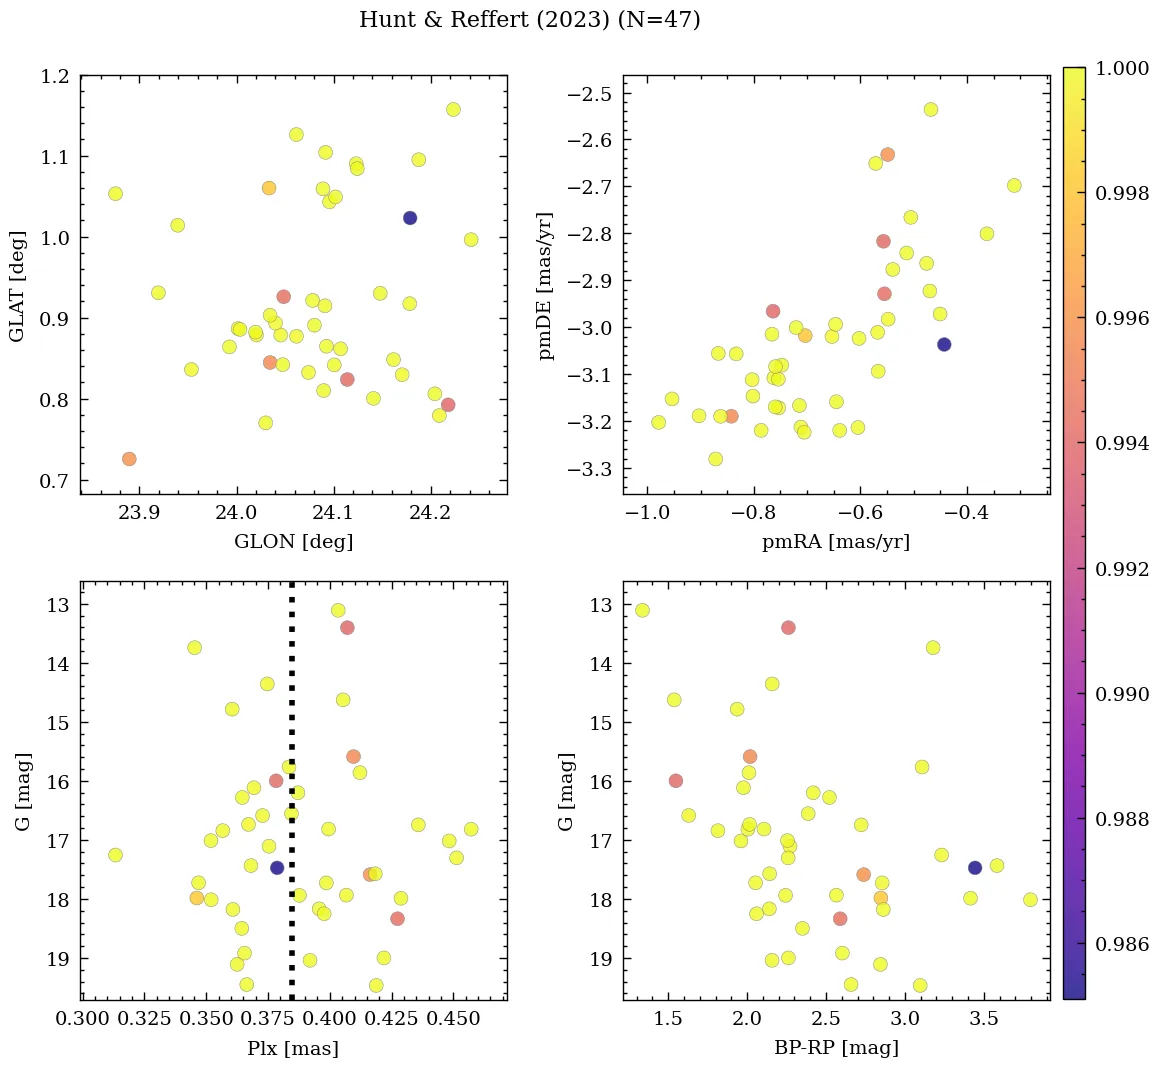 Hunt & Reffert (2023) (N=47)
1.2
1.1
1.0
0.9
0.8
0.7
GLAT [deg]
23.9 24.0 24.1 24.2
GLON [deg]
−2.5
−2.6
−2.7
−2.8
−2.9
−3.0
−3.1
−3.2
−3.3
pmDE [mas/yr]
−1.0 −0.8 −0.6 −0.4
pmRA [mas/yr]
13
14
15
16
17
18
19
G [mag]
0.300 0.325 0.350 0.375 0.400 0.425 0.450
Plx [mas]
13
14
15
16
17
18
19
G [mag]
1.5 2.0 2.5 3.0 3.5
BP-RP [mag]
1.000
0.998
0.996
0.994
0.992
0.990
0.988
0.986